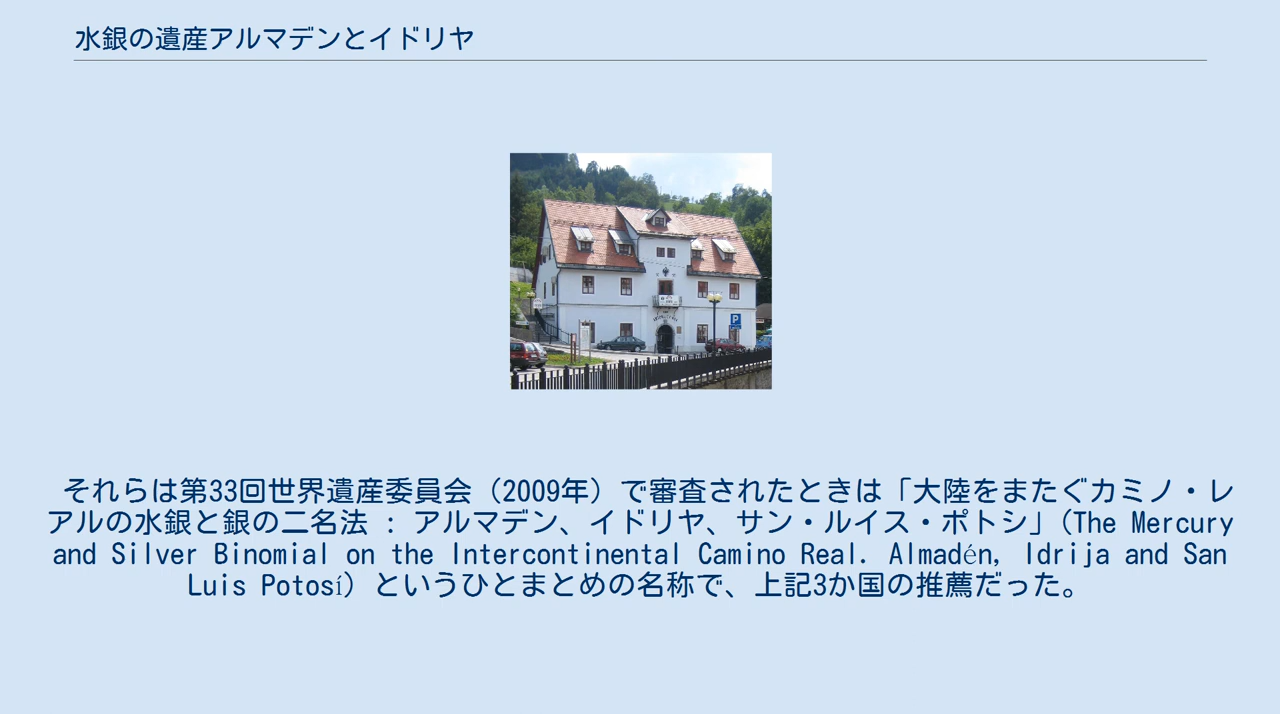 水銀の遺産アルマデンとイドリヤ
P
それらは第33回世界遺産委員会（2009年）で審査されたときは「大陸をまたぐカミノ・レ
アルの水銀と銀の二名法 : アルマデン、イドリヤ、サン・ルイス・ポトシ」（The Mercury
and Silver Binomial on the Intercontinental Camino Real. Almadén, Idrija and San
Luis Potosí）というひとまとめの名称で、上記3か国の推薦だった。